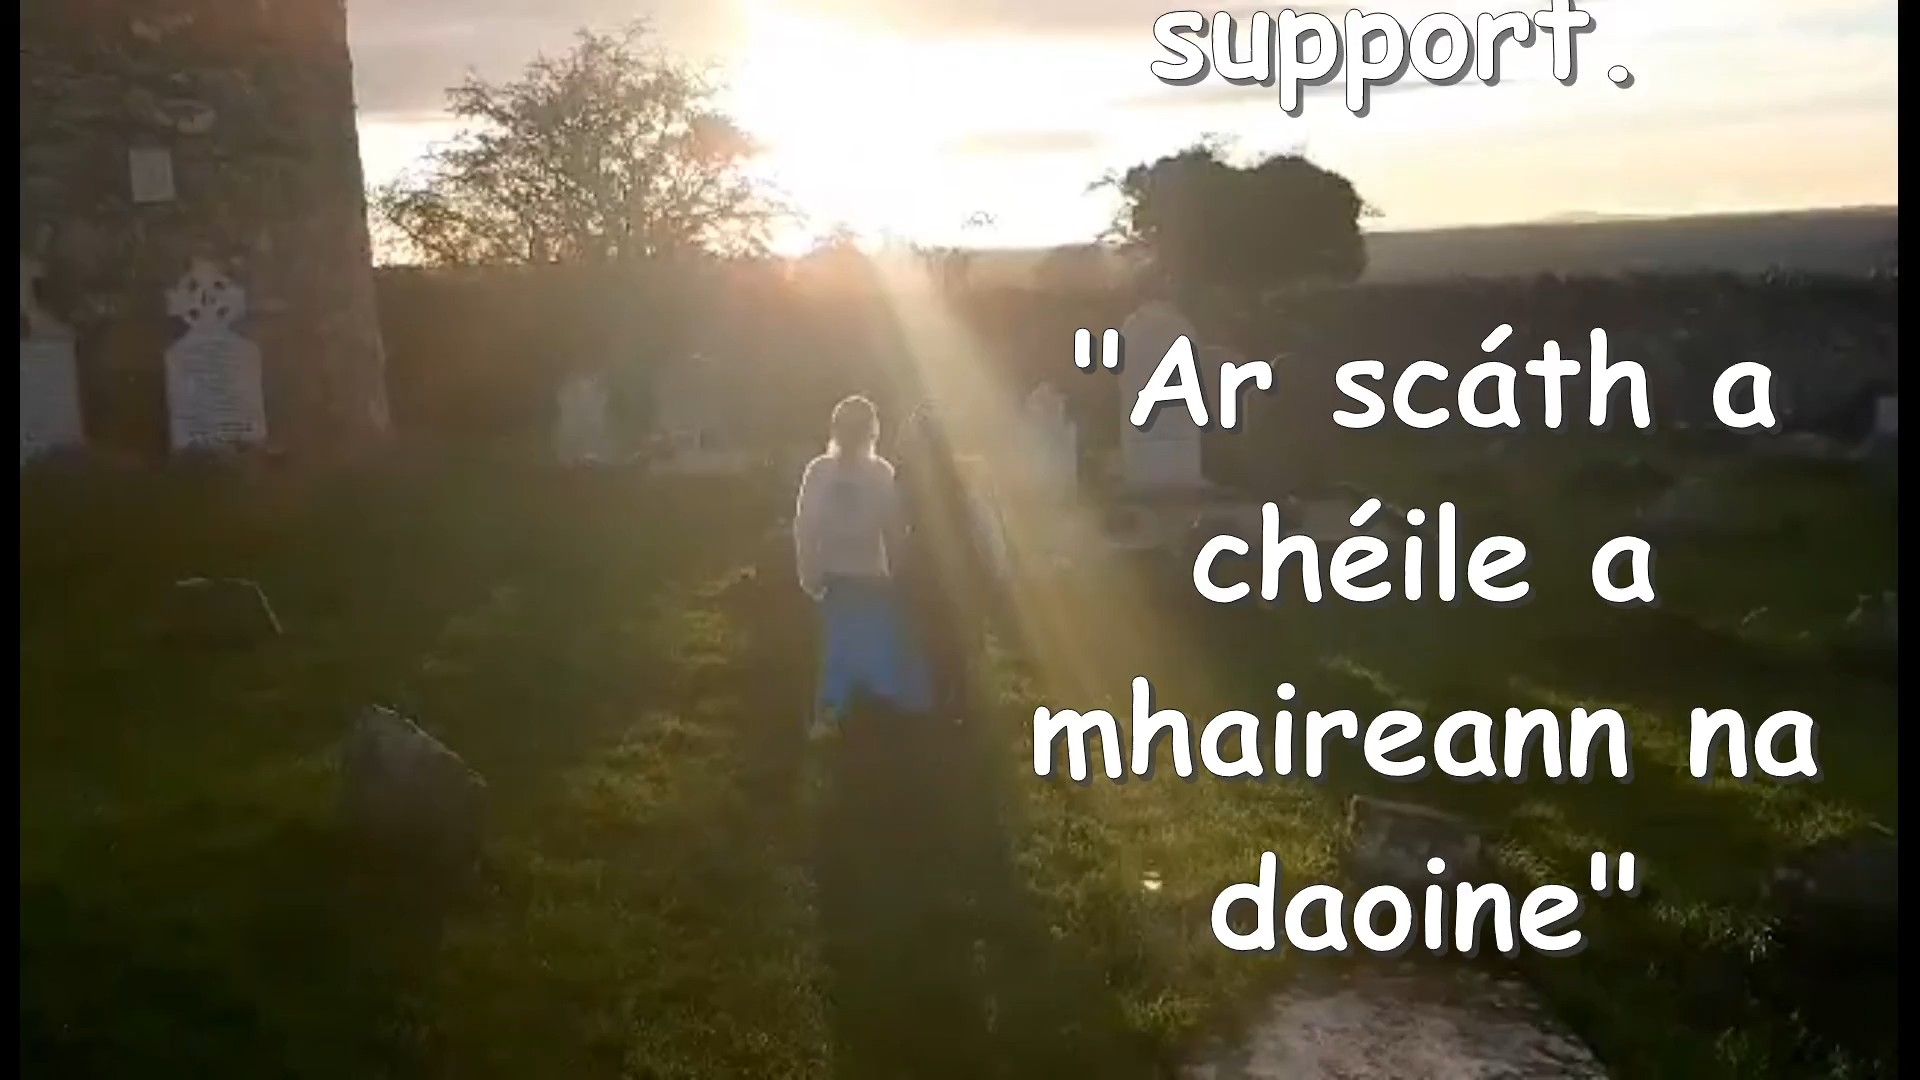 support.
"Ar scáth a
chéile a
mhaireann na
daoine"